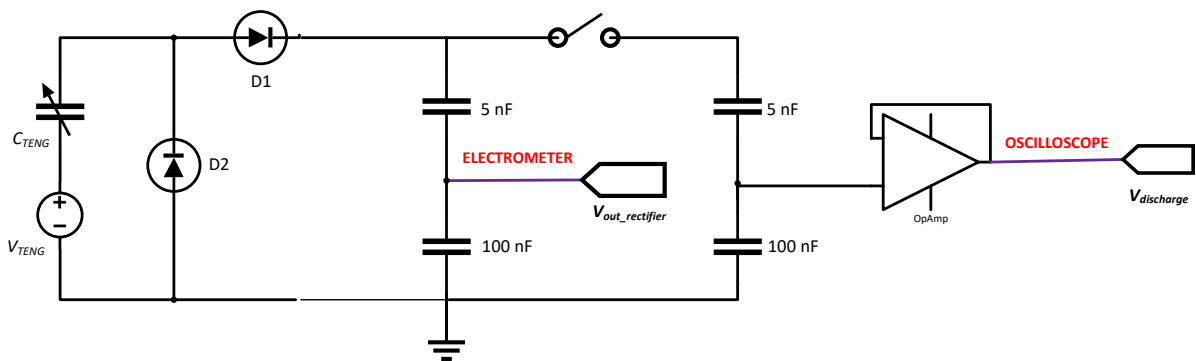 D1
5 nF
5 nF
C_TENG
OSCILLOSCOPE
ELECTROMETER
D2
V_discharge
V_out_rectifier
OpAmp
V_TENG
100 nF
100 nF